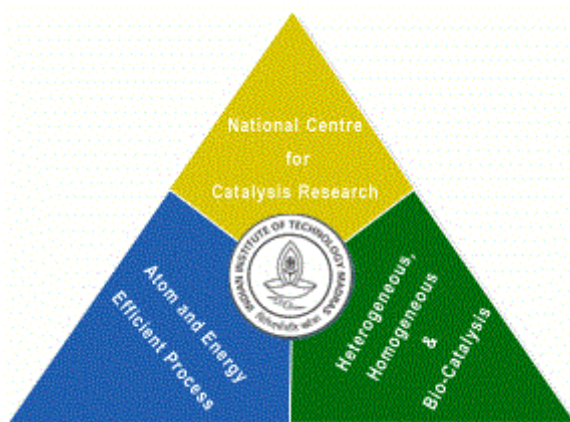 National Centre
for
Catalysis Research
INDIAN INSTITUTE OF TECHNOLOGY MADRAS
Atom and Energy
Efficient Process
Heterogeneous,
Homogeneous
&
Bio-Catalysis